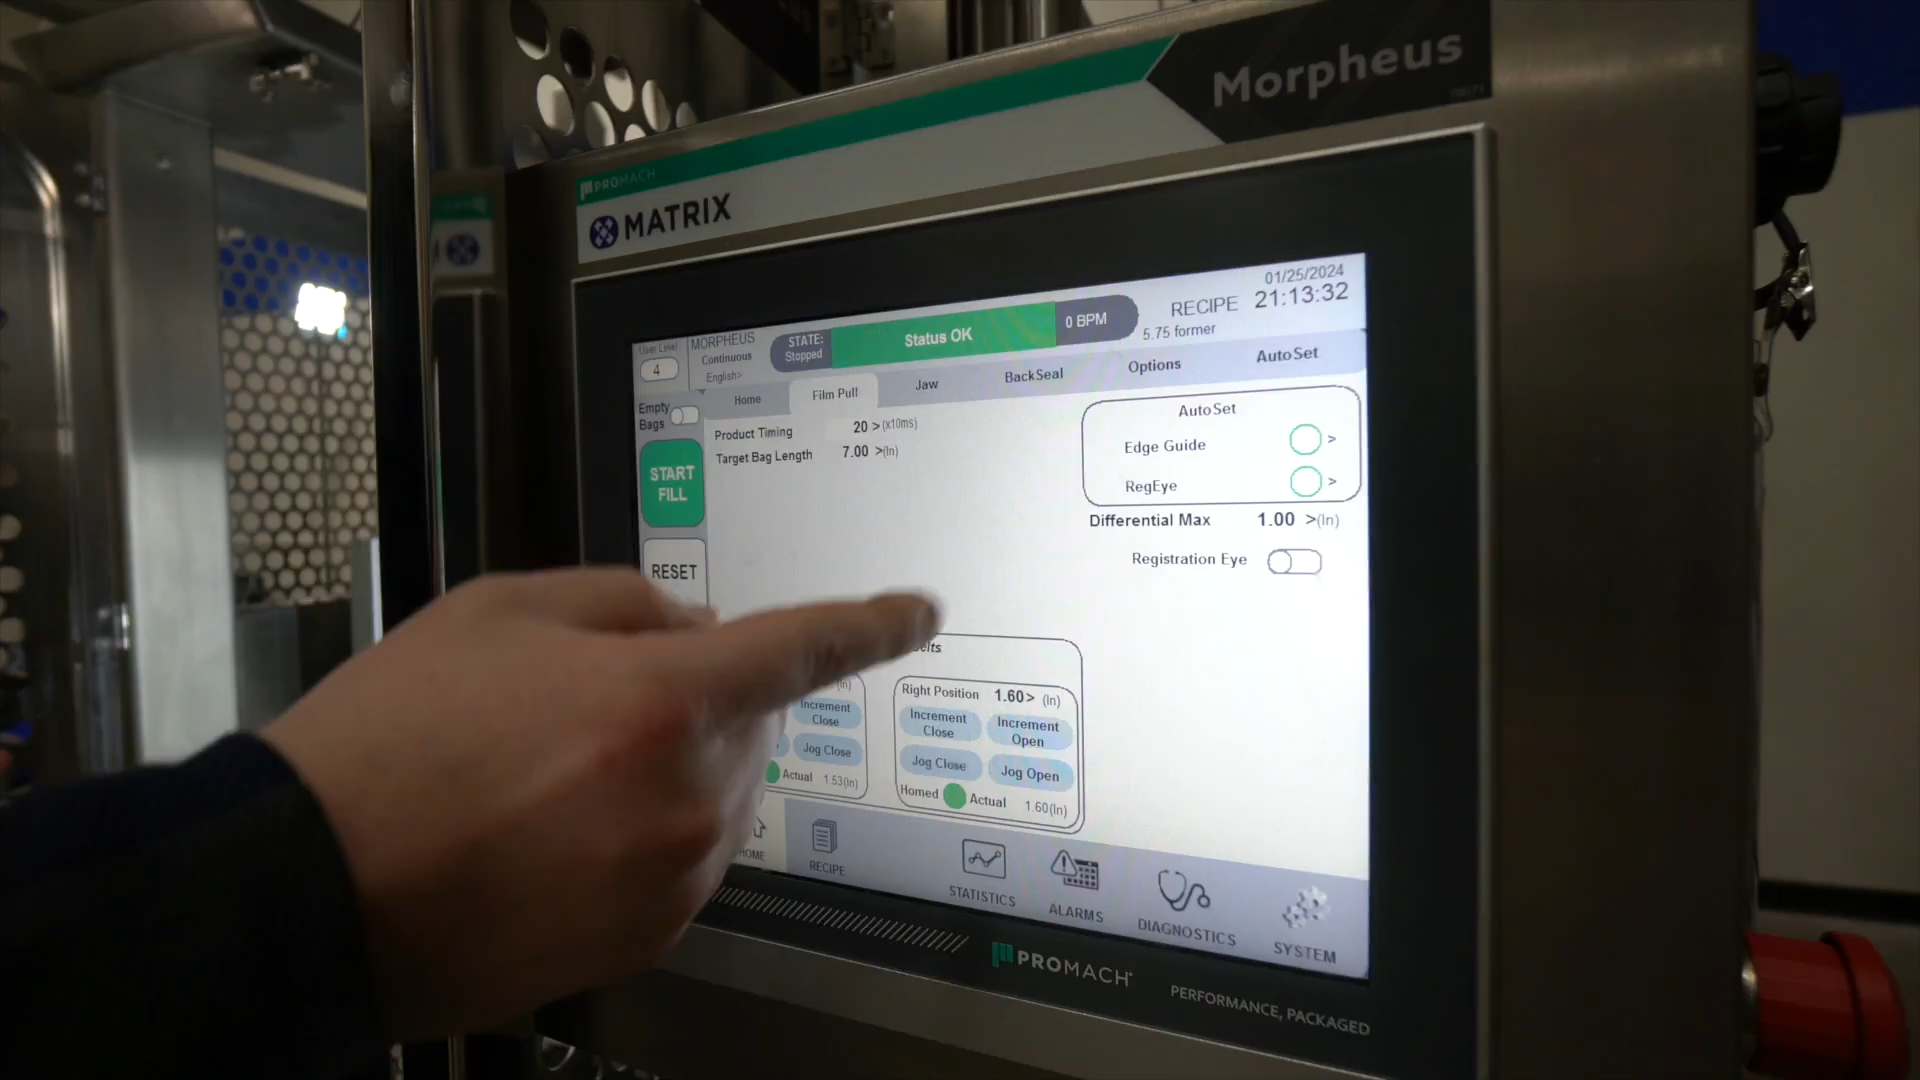 Morpheus
PROMACH
MATRIX
01/25/2024
21:13:32
RECIPE
5.75 former
User Level
4
MORPHEUS
Continuous
English>
STATE:
Stopped
Status OK
0 BPM
Home
Film Pull
Jaw
BackSeal
Options
AutoSet
Empty
Bags
START
FILL
RESET
Product Timing 20 > (x10ms)
Target Bag Length 7.00 >(In)
AutoSet
Edge Guide >
RegEye >
Differential Max 1.00 >(In)
Registration Eye
(In)
Increment
Close
Jog Close
Actual 1.53(In)
Right Position 1.60> (In)
Increment
Close
Increment
Open
Jog Close
Jog Open
Homed Actual 1.60(In)
HOME
RECIPE
STATISTICS
ALARMS
DIAGNOSTICS
SYSTEM
PROMACH
PERFORMANCE, PACKAGED